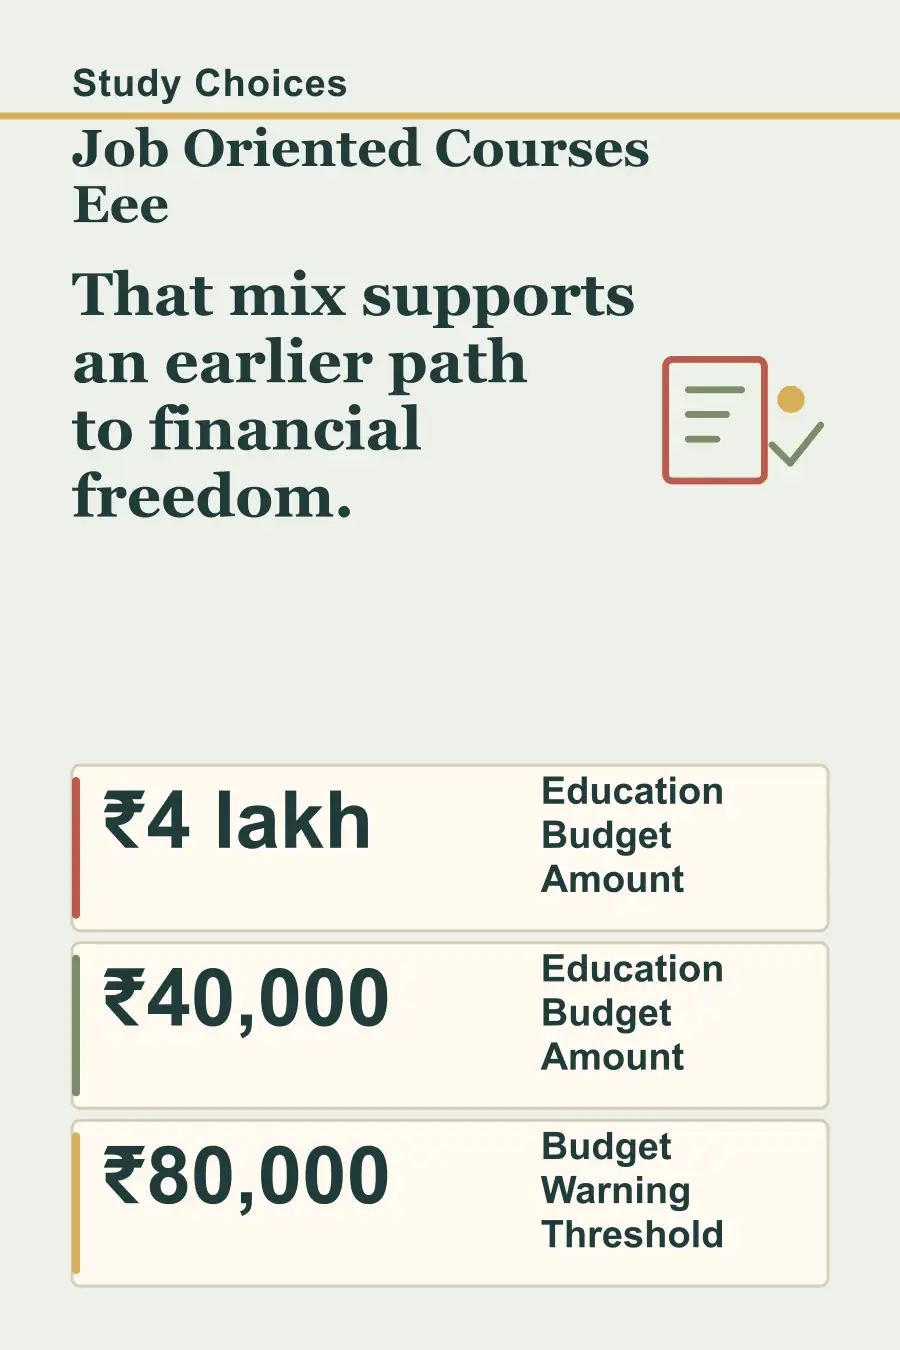 Study Choices
Job Oriented Courses
Eee
That mix supports
an earlier path
to financial
freedom.
₹4 lakh
Education
Budget
Amount
₹40,000
Education
Budget
Amount
₹80,000
Budget
Warning
Threshold